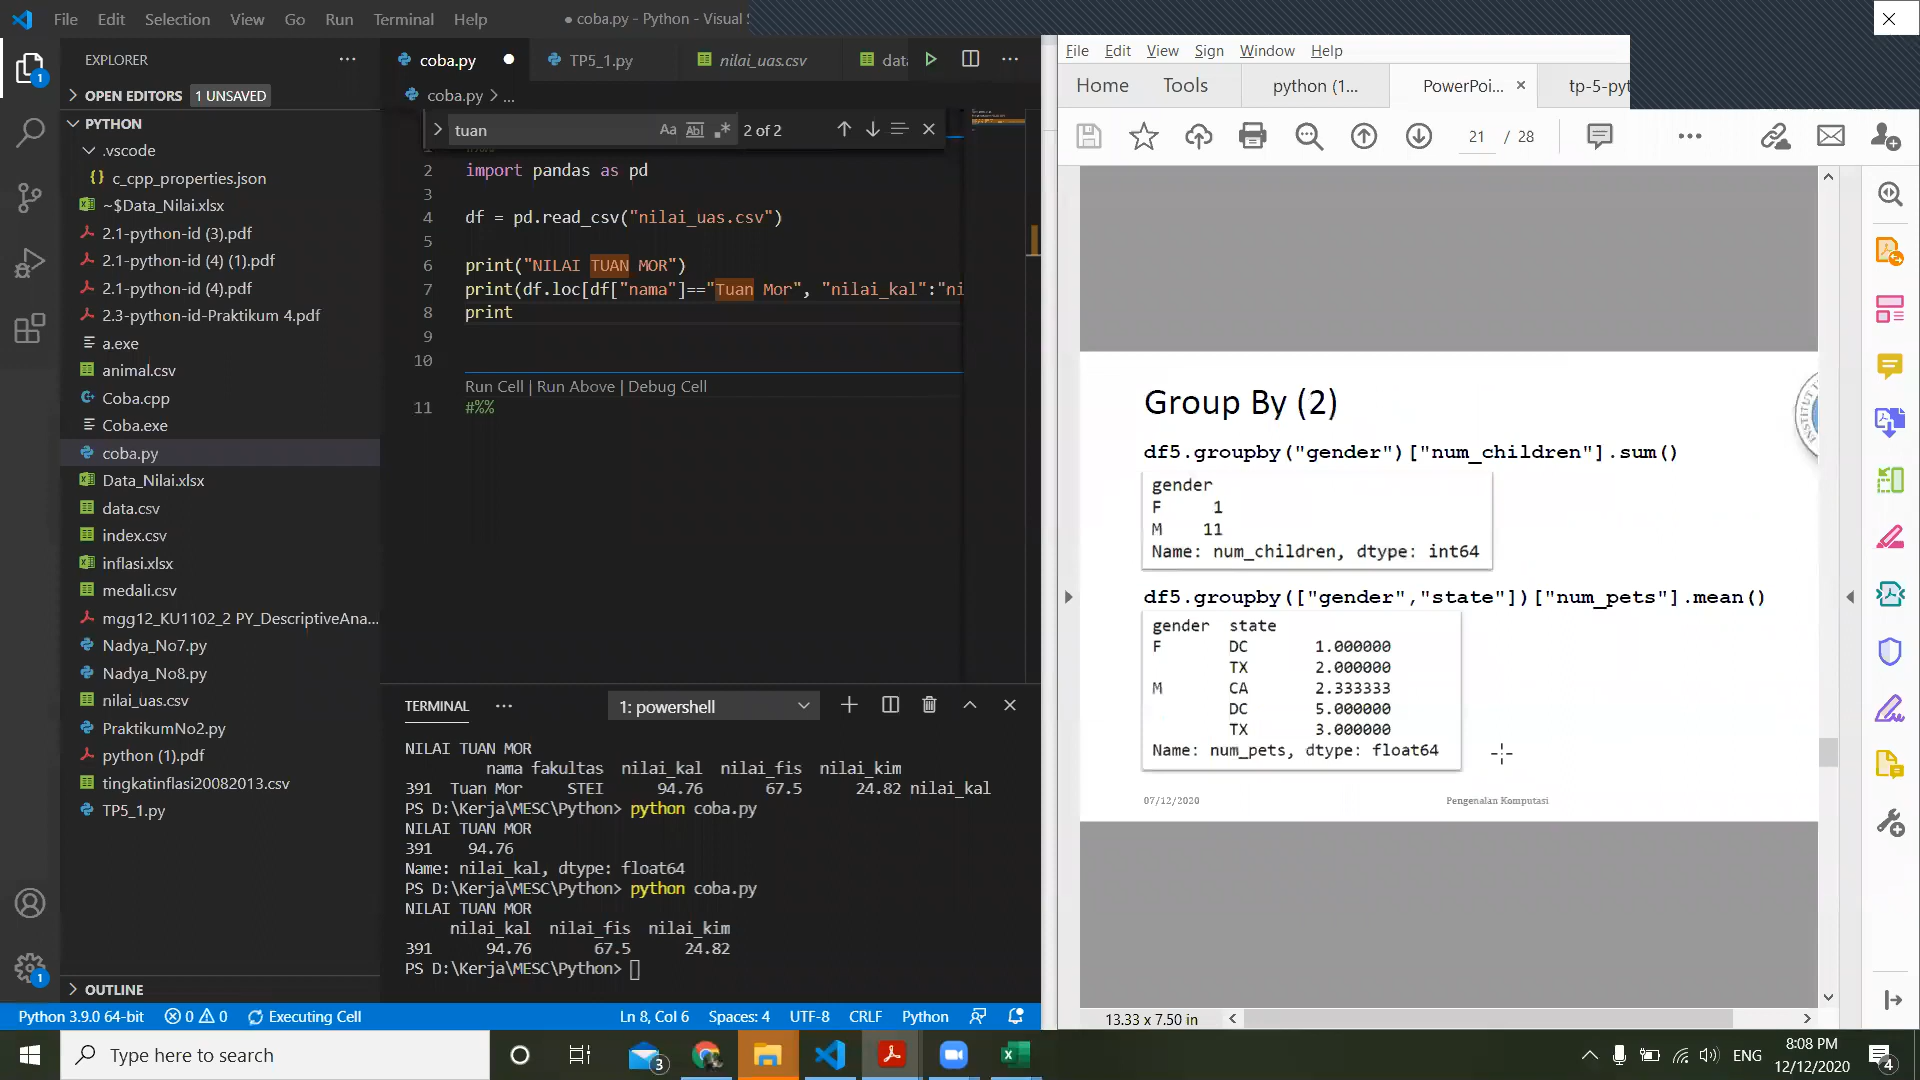 File Edit Selection View Go Run Terminal Help ● coba.py - Python - Visual S
EXPLORER
OPEN EDITORS 1 UNSAVED
PYTHON
.vscode
{} c_cpp_properties.json
~$Data_Nilai.xlsx
2.1-python-id (3).pdf
2.1-python-id (4) (1).pdf
2.1-python-id (4).pdf
2.3-python-id-Praktikum 4.pdf
a.exe
animal.csv
Coba.cpp
Coba.exe
coba.py
Data_Nilai.xlsx
data.csv
index.csv
inflasi.xlsx
medali.csv
mgg12_KU1102_2 PY_DescriptiveAna...
Nadya_No7.py
Nadya_No8.py
nilai_uas.csv
PraktikumNo2.py
python (1).pdf
tingkatinflasi20082013.csv
TP5_1.py
OUTLINE
coba.py TP5_1.py nilai_uas.csv data
coba.py > ...
tuan Aa Abl 2 of 2
1 #%%
2 import pandas as pd
3
4 df = pd.read_csv("nilai_uas.csv")
5
6 print("NILAI TUAN MOR")
7 print(df.loc[df["nama"]=="Tuan Mor", "nilai_kal":"ni
8 print
9
10
Run Cell | Run Above | Debug Cell
11 #%%
TERMINAL 1: powershell
NILAI TUAN MOR
nama fakultas nilai_kal nilai_fis nilai_kim
391 Tuan Mor STEI 94.76 67.5 24.82 nilai_kal
PS D:\Kerja\MESC\Python> python coba.py
NILAI TUAN MOR
391 94.76
Name: nilai_kal, dtype: float64
PS D:\Kerja\MESC\Python> python coba.py
NILAI TUAN MOR
nilai_kal nilai_fis nilai_kim
391 94.76 67.5 24.82
PS D:\Kerja\MESC\Python>
Python 3.9.0 64-bit 0 0 Executing Cell Ln 8, Col 6 Spaces: 4 UTF-8 CRLF Python
File Edit View Sign Window Help
Home Tools python (1... PowerPoi... tp-5-pyt
21 / 28
Group By (2)
df5.groupby("gender")["num_children"].sum()
gender
F 1
M 11
Name: num_children, dtype: int64
df5.groupby(["gender","state"])["num_pets"].mean()
gender state
F DC 1.000000
TX 2.000000
M CA 2.333333
DC 5.000000
TX 3.000000
Name: num_pets, dtype: float64
07/12/2020 Pengenalan Komputasi
13.33 x 7.50 in
Type here to search
3
ENG
8:08 PM
12/12/2020
4